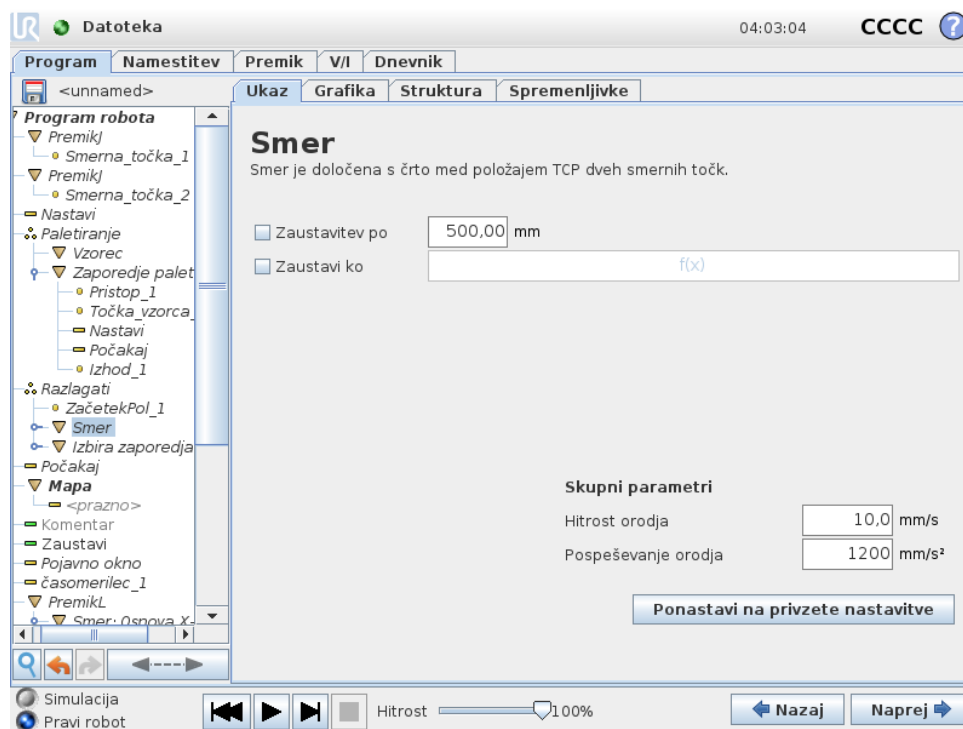 UR Datoteka 04:03:04 CCCC ?
Program Namestitev Premik V/I Dnevnik
<unnamed>
Ukaz Grafika Struktura Spremenljivke
Program robota
PremikJ
Smerna_točka_1
PremikJ
Smerna_točka_2
Nastavi
Paletiranje
Vzorec
Zaporedje palet
Pristop_1
Točka_vzorca_
Nastavi
Počakaj
Izhod_1
Razlagati
ZačetekPol_1
Smer
Izbira zaporedja
Počakaj
Mapa
<prazno>
Komentar
Zaustavi
Pojavno okno
časomerilec_1
PremikL
Smer: Osnova X-
Smer
Smer je določena s črto med položajem TCP dveh smernih točk.
Zaustavitev po 500,00 mm
Zaustavi ko f(x)
Skupni parametri
Hitrost orodja 10,0 mm/s
Pospeševanje orodja 1200 mm/s²
Ponastavi na privzete nastavitve
Simulacija
Pravi robot
Hitrost 100%
Nazaj Naprej